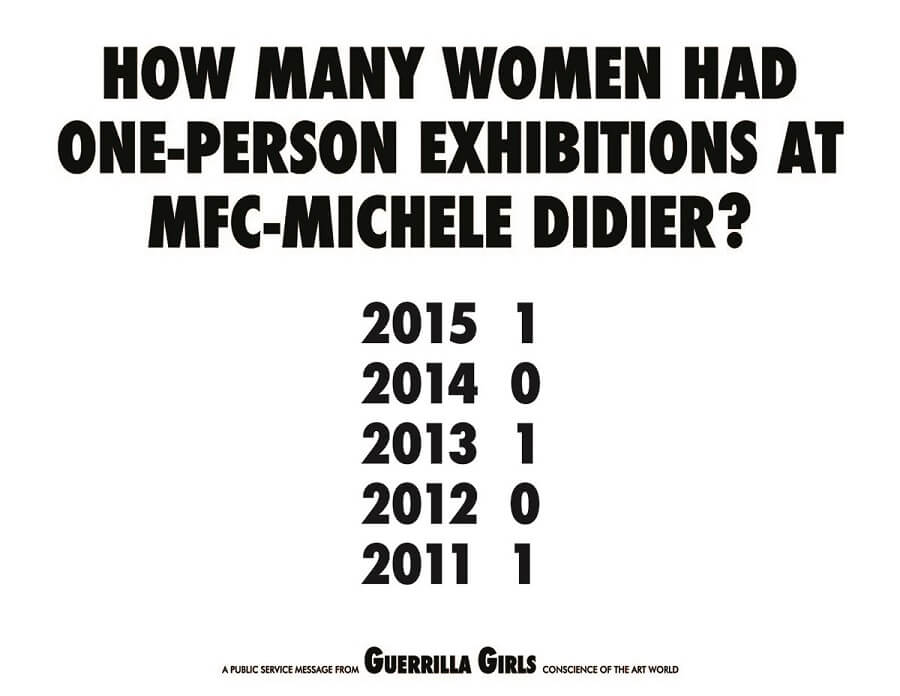 HOW MANY WOMEN HAD
ONE-PERSON EXHIBITIONS AT
MFC-MICHELE DIDIER?
2015 1
2014 0
2013 1
2012 0
2011 1
A PUBLIC SERVICE MESSAGE FROM GUERRILLA GIRLS CONSCIENCE OF THE ART WORLD